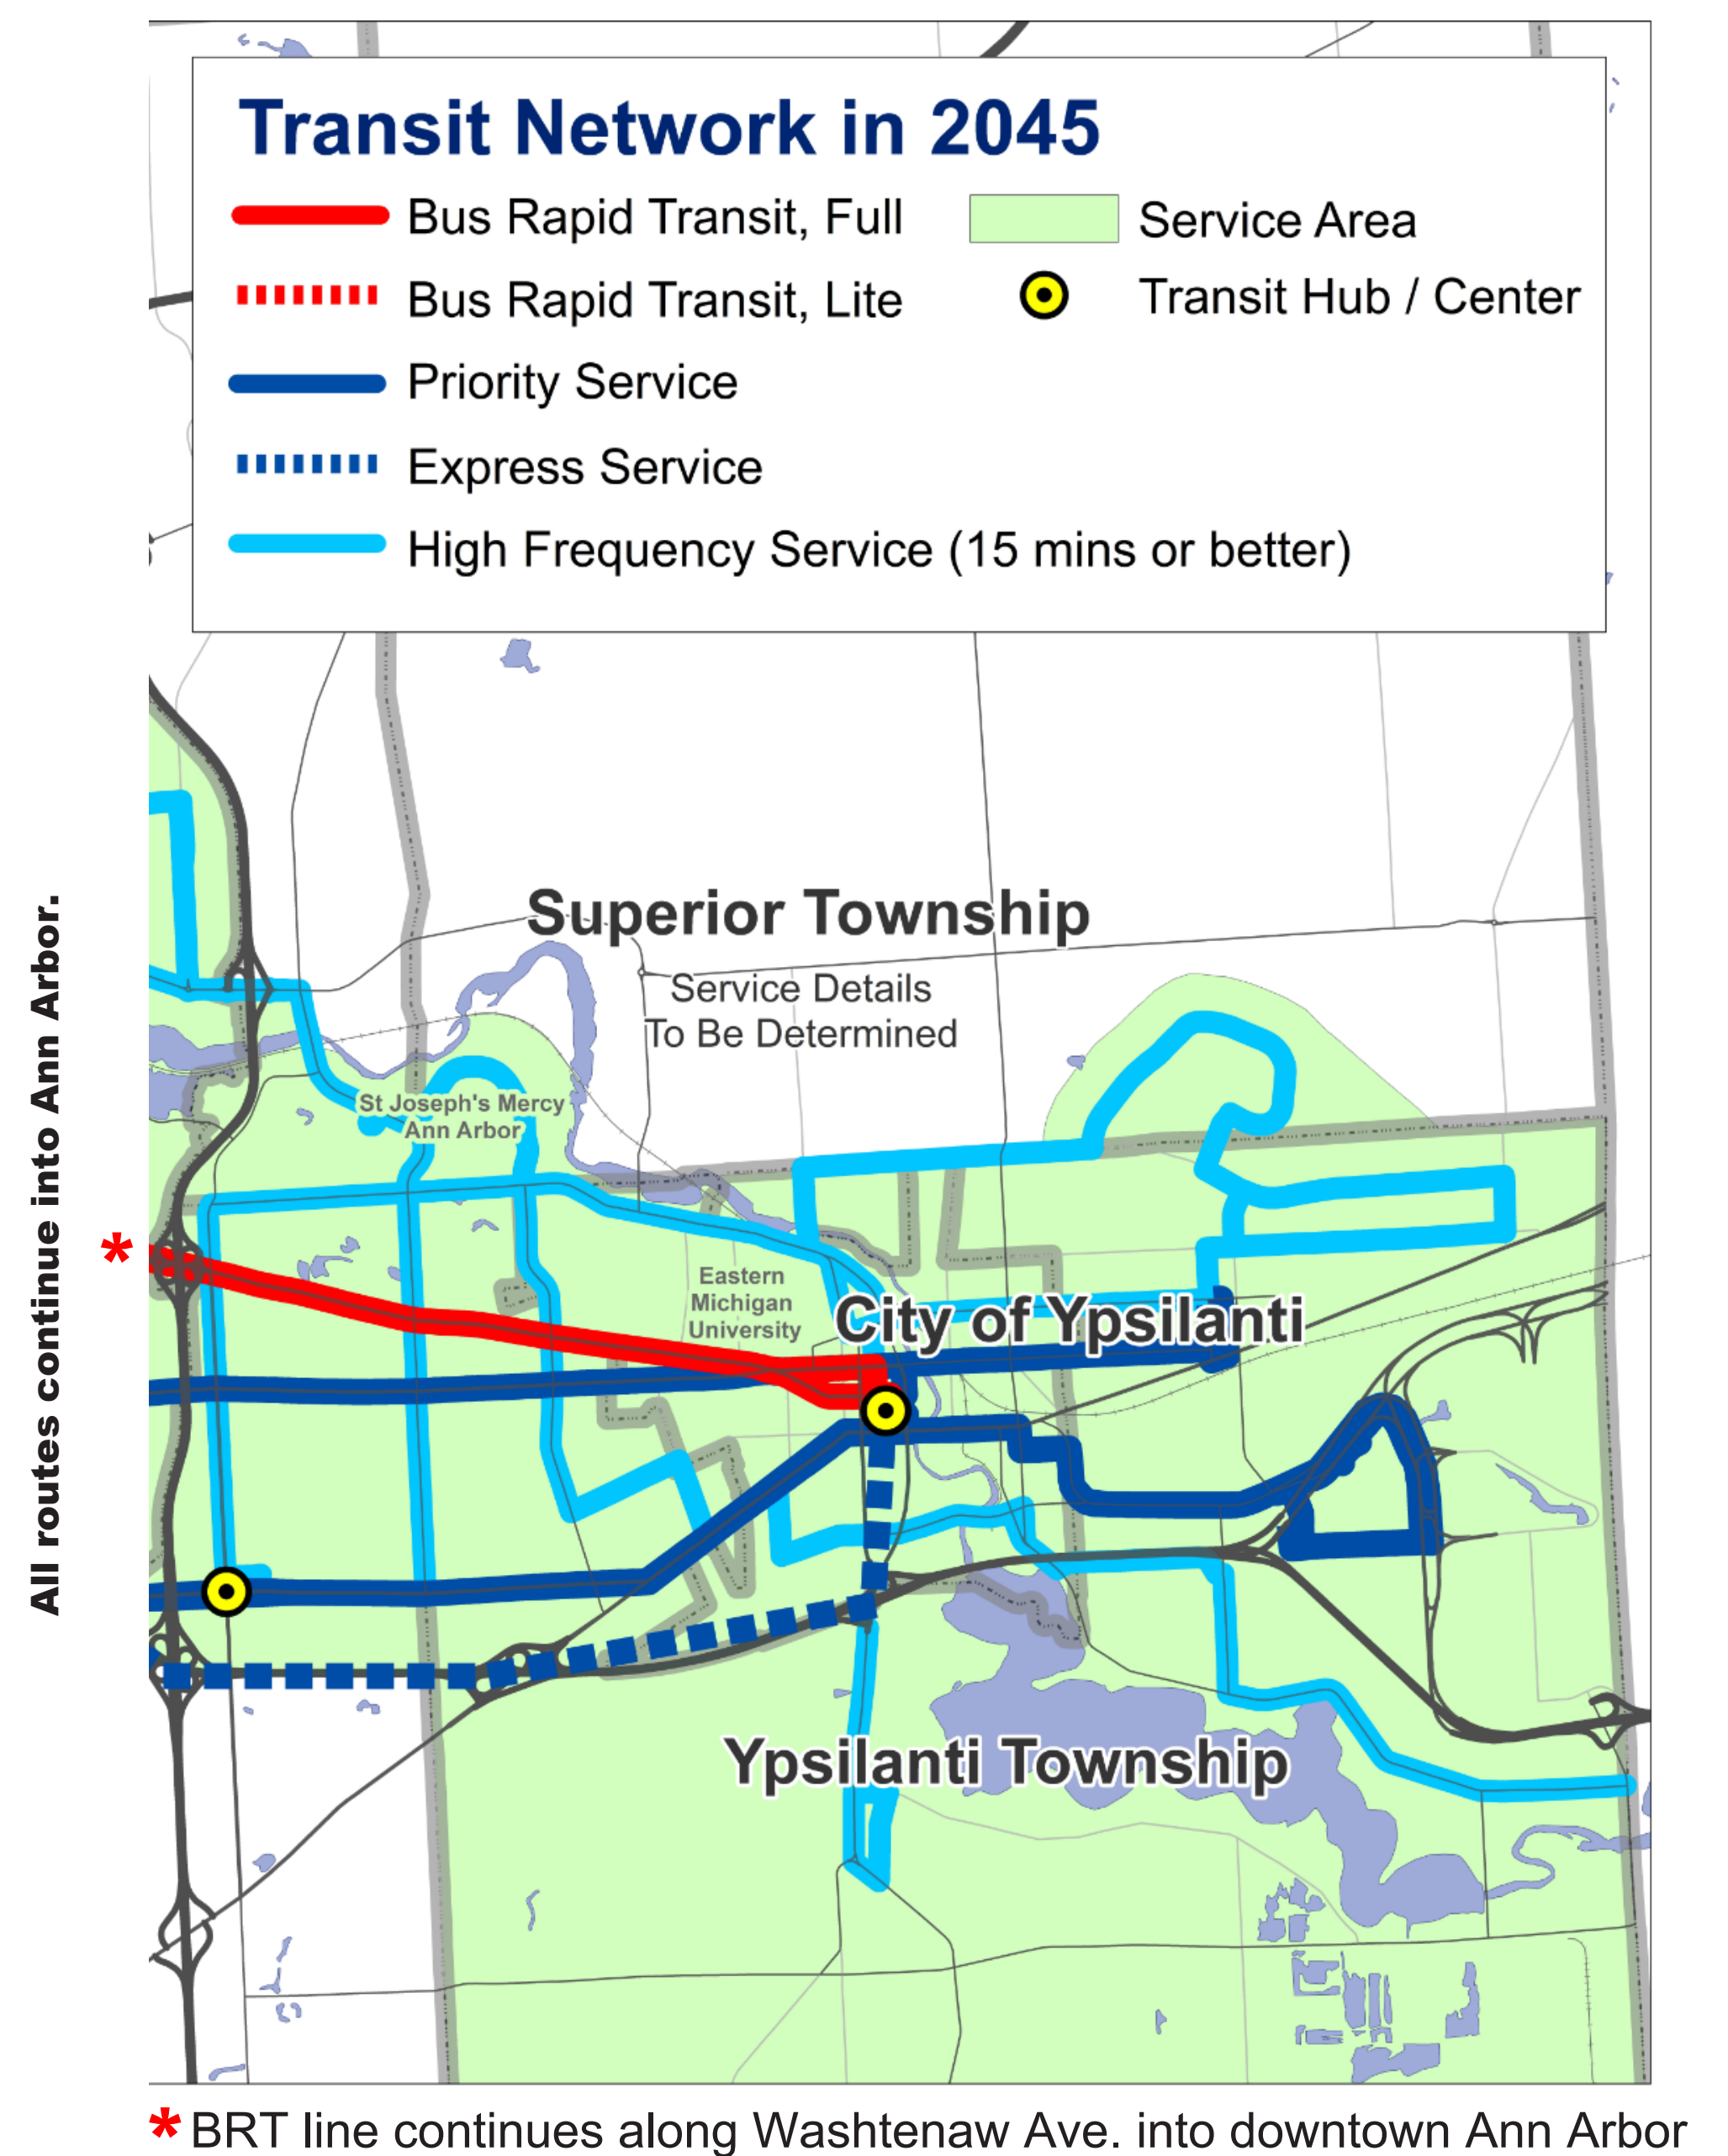 Transit Network in 2045
Bus Rapid Transit, Full
Bus Rapid Transit, Lite
Priority Service
Express Service
High Frequency Service (15 mins or better)
Service Area
Transit Hub / Center
All routes continue into Ann Arbor.
Superior Township
Service Details
To Be Determined
St Joseph's Mercy
Ann Arbor
*
Eastern
Michigan
University
City of Ypsilanti
Ypsilanti Township
* BRT line continues along Washtenaw Ave. into downtown Ann Arbor